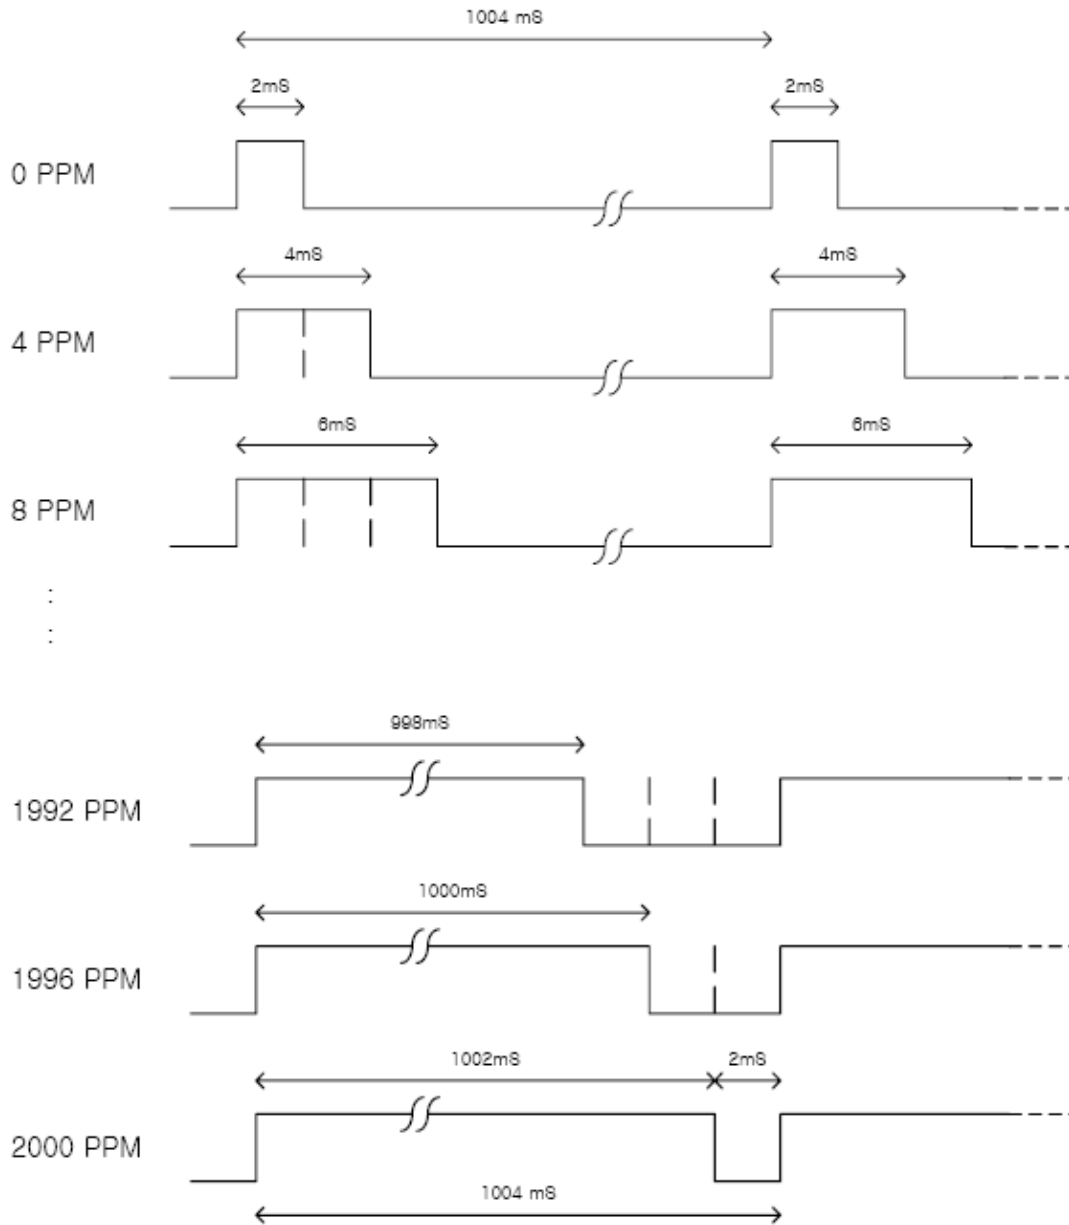 1004 mS
2mS 2mS
0 PPM
4mS 4mS
4 PPM
6mS 6mS
8 PPM
:
:
998mS
1992 PPM
1000mS
1996 PPM
1002mS 2mS
2000 PPM
1004 mS